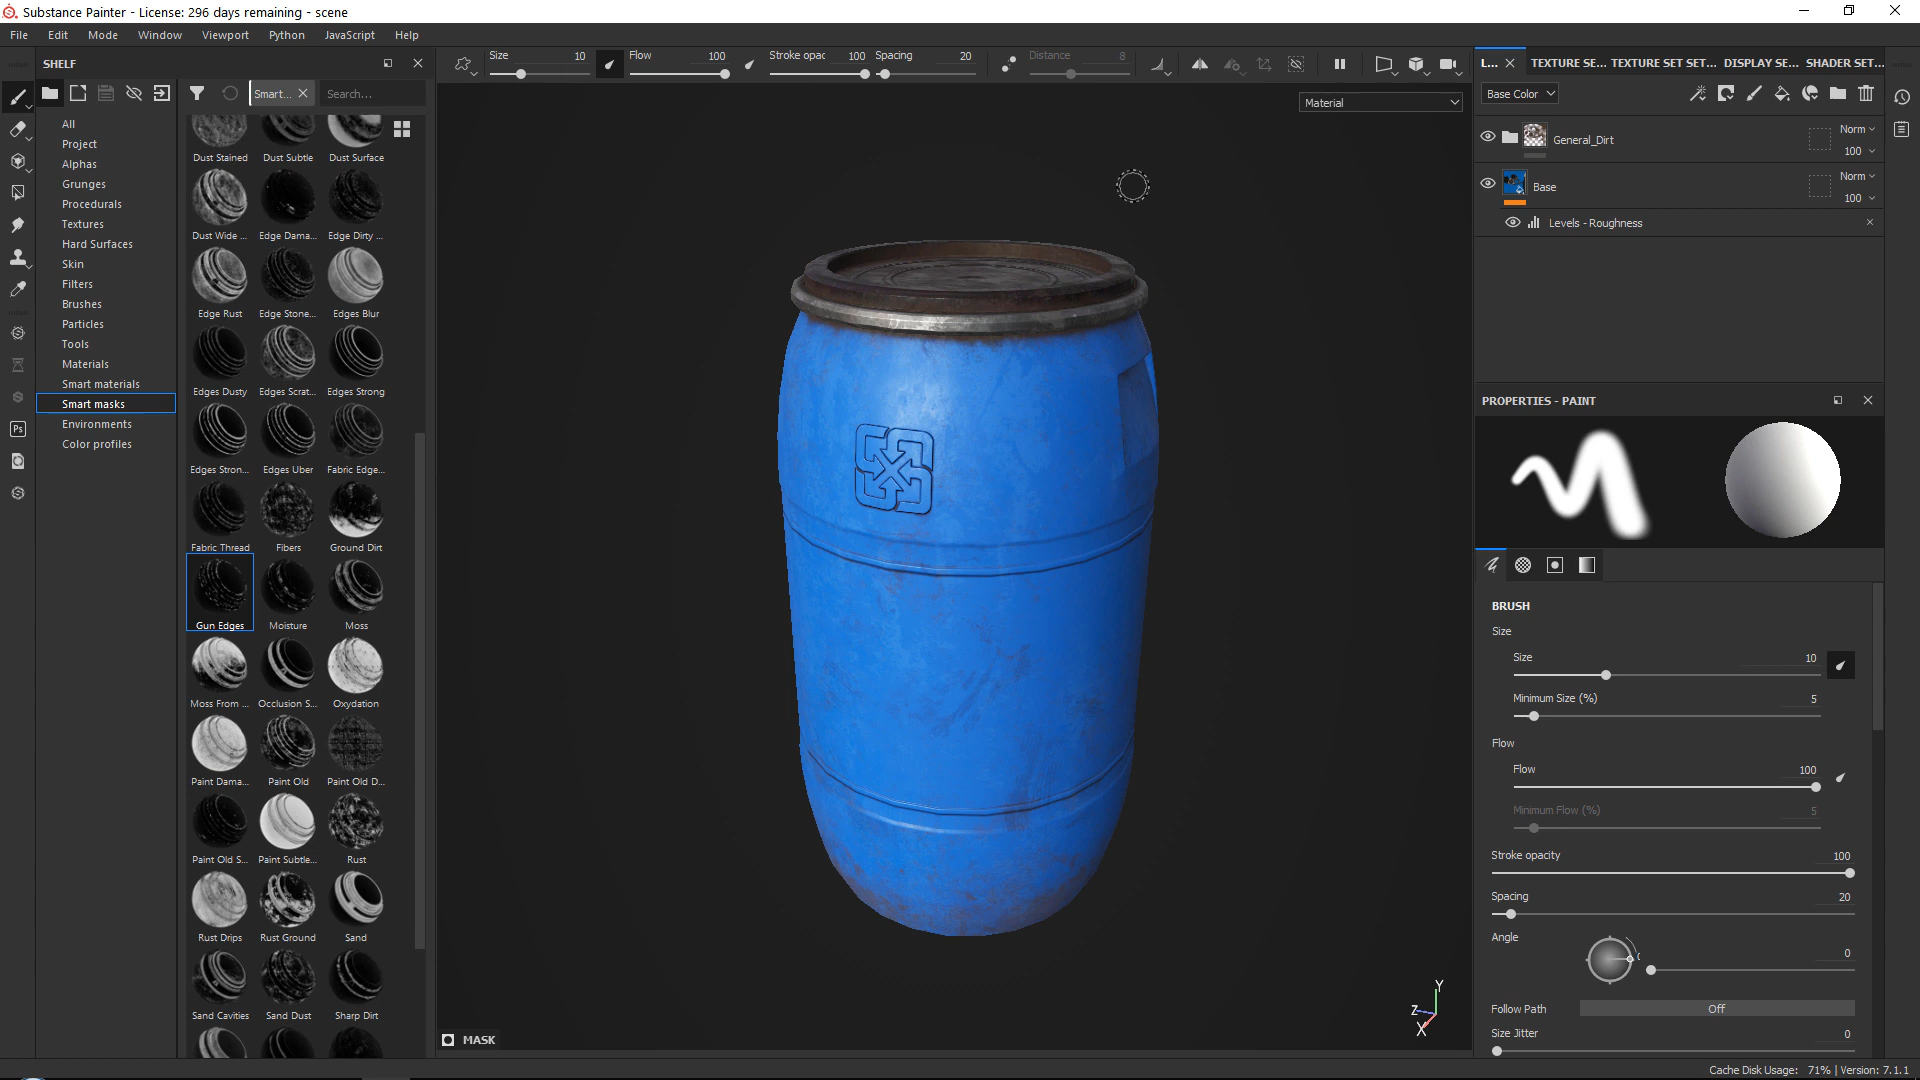 Substance Painter - License: 296 days remaining - scene
File Edit Mode Window Viewport Python JavaScript Help
SHELF
Size 10 Flow 100 Stroke opac 100 Spacing 20 Distance 8
L... TEXTURE SE... TEXTURE SET SET... DISPLAY SE... SHADER SET...
Smart... Search...
Material
Base Color
All
Project
Alphas
Grunges
Procedurals
Textures
Hard Surfaces
Skin
Filters
Brushes
Particles
Tools
Materials
Smart materials
Smart masks
Environments
Color profiles
Ps
Dust Stained Dust Subtle Dust Surface
Dust Wide ... Edge Dama... Edge Dirty ...
Edge Rust Edge Stone... Edges Blur
Edges Dusty Edges Scrat... Edges Strong
Edges Stron... Edges Uber Fabric Edge...
Fabric Thread Fibers Ground Dirt
Gun Edges Moisture Moss
Moss From ... Occlusion S... Oxydation
Paint Dama... Paint Old Paint Old D...
Paint Old S... Paint Subtle... Rust
Rust Drips Rust Ground Sand
Sand Cavities Sand Dust Sharp Dirt
MASK
Y
Z
X
General_Dirt Norm
100
Base Norm
100
Levels - Roughness
PROPERTIES - PAINT
BRUSH
Size
Size 10
Minimum Size (%) 5
Flow
Flow 100
Minimum Flow (%) 5
Stroke opacity 100
Spacing 20
Angle 0
Follow Path Off
Size Jitter 0
Cache Disk Usage: 71% | Version: 7.1.1